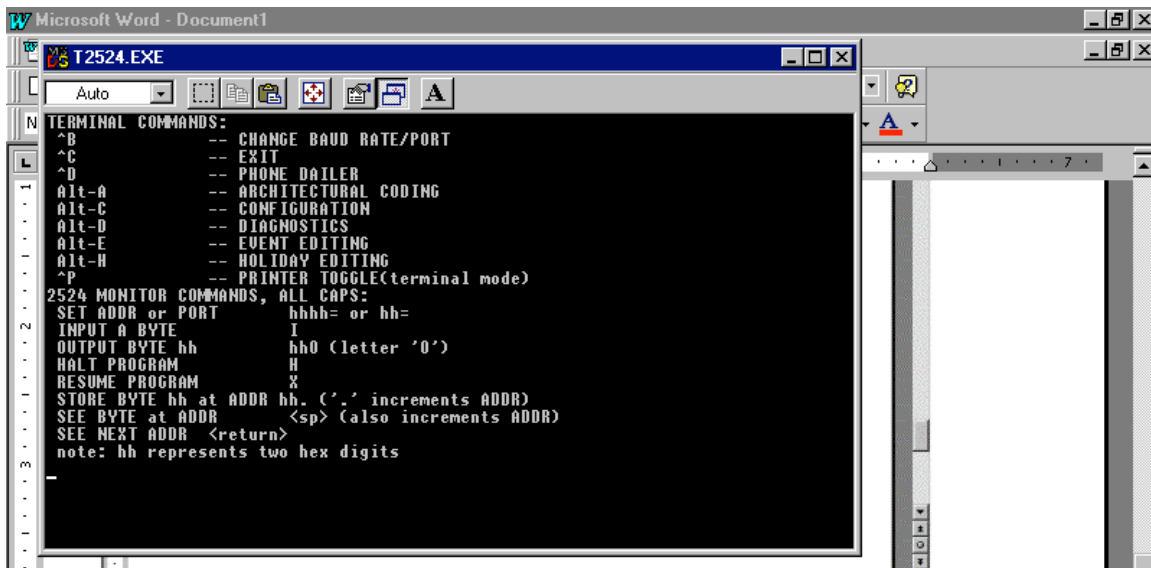 Microsoft Word - Document1
T2524.EXE
Auto
A
N
A
L
7
1
2
3
TERMINAL COMMANDS:
^B -- CHANGE BAUD RATE/PORT
^C -- EXIT
^D -- PHONE DAILER
Alt-A -- ARCHITECTURAL CODING
Alt-C -- CONFIGURATION
Alt-D -- DIAGNOSTICS
Alt-E -- EVENT EDITING
Alt-H -- HOLIDAY EDITING
^P -- PRINTER TOGGLE(terminal mode)
2524 MONITOR COMMANDS, ALL CAPS:
SET ADDR or PORT hhhh= or hh=
INPUT A BYTE I
OUTPUT BYTE hh hhO (letter 'O')
HALT PROGRAM H
RESUME PROGRAM X
STORE BYTE hh at ADDR hh. ('.' increments ADDR)
SEE BYTE at ADDR <sp> (also increments ADDR)
SEE NEXT ADDR <return>
note: hh represents two hex digits